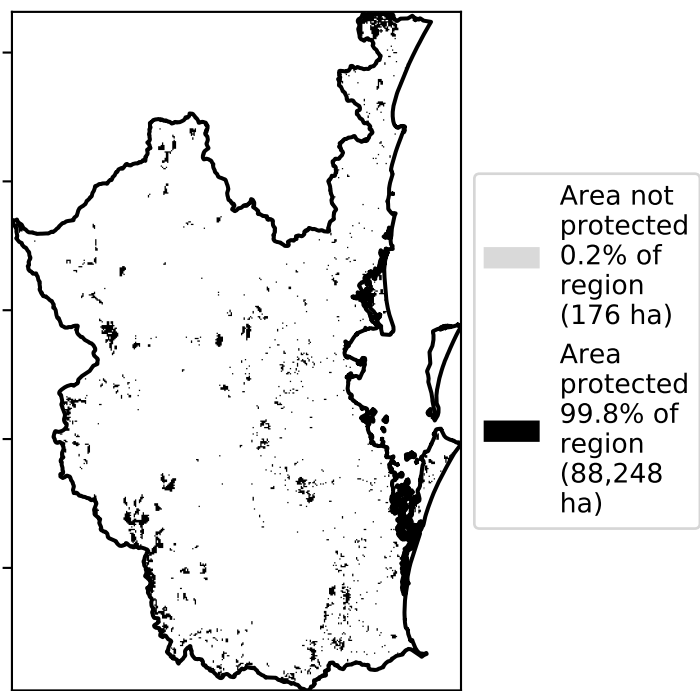 Area not
protected
0.2% of
region
(176 ha)
Area
protected
99.8% of
region
(88,248
ha)